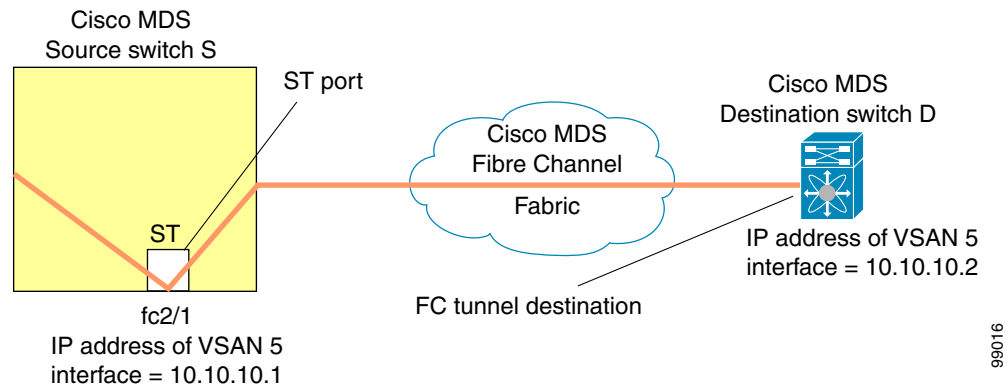 Cisco MDS
Source switch S
ST port
Cisco MDS
Destination switch D
Cisco MDS
Fibre Channel
Fabric
ST
IP address of VSAN 5
interface = 10.10.10.2
FC tunnel destination
fc2/1
IP address of VSAN 5
interface = 10.10.10.1
99016